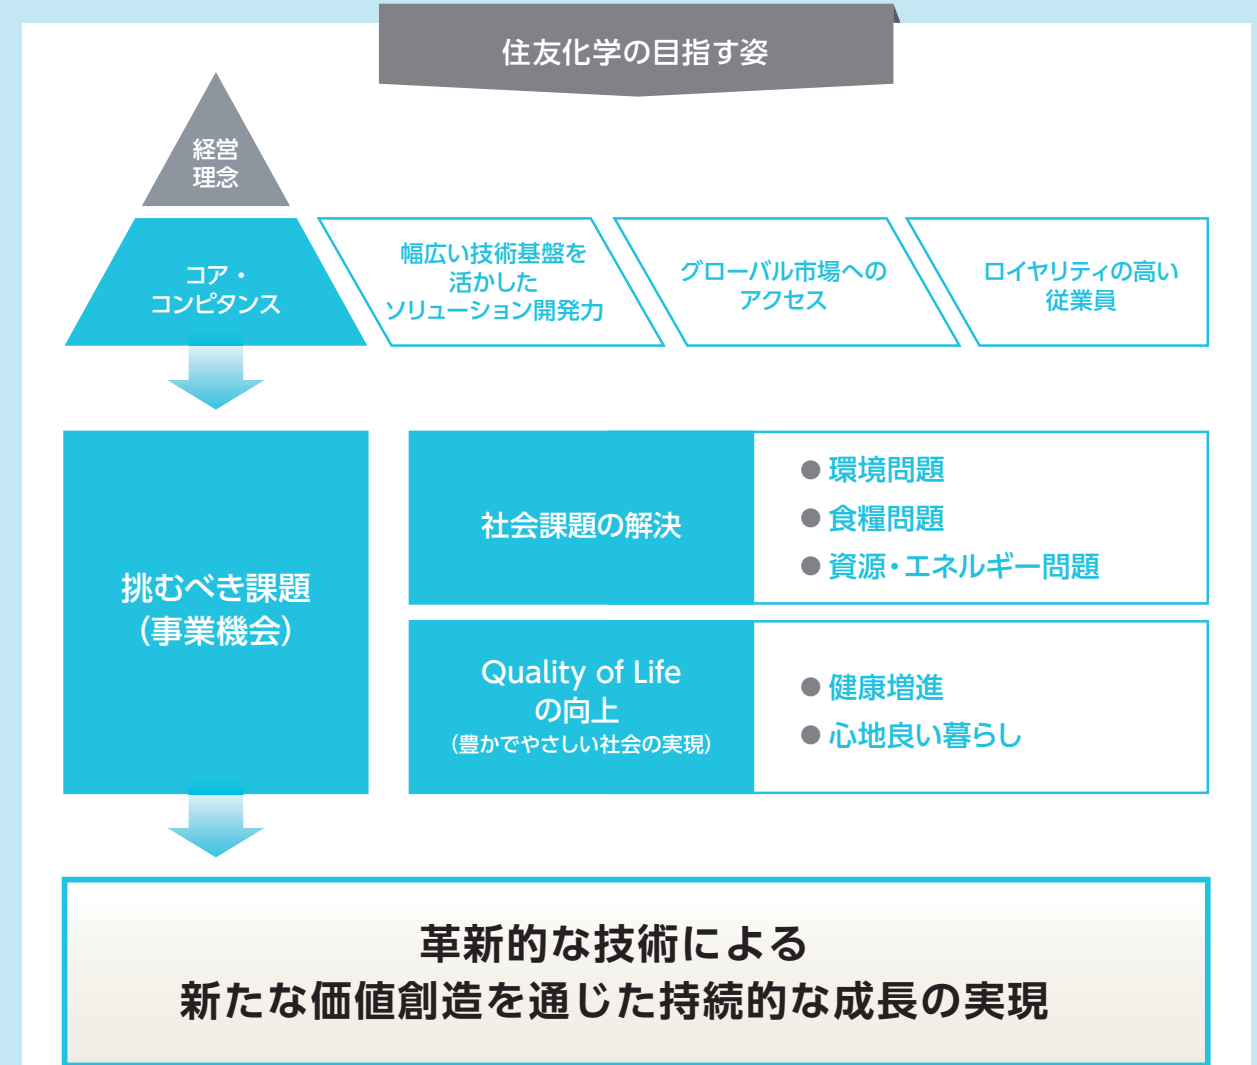 住友化学の目指す姿
経営
理念
コア・
コンピタンス
幅広い技術基盤を
活かした
ソリューション開発力
グローバル市場への
アクセス
ロイヤリティの高い
従業員
挑むべき課題
（事業機会）
社会課題の解決
● 環境問題
● 食糧問題
● 資源・エネルギー問題
Quality of Life
の向上
（豊かでやさしい社会の実現）
● 健康増進
● 心地良い暮らし
革新的な技術による
新たな価値創造を通じた持続的な成長の実現